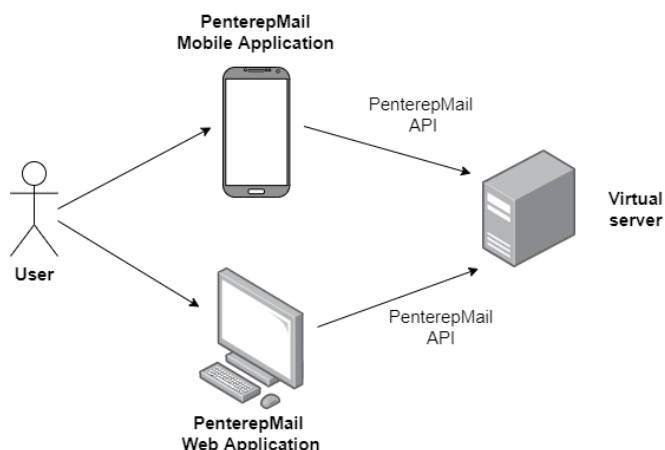 PenterepMail
Mobile Application
PenterepMail
API
Virtual
server
User
PenterepMail
API
PenterepMail
Web Application